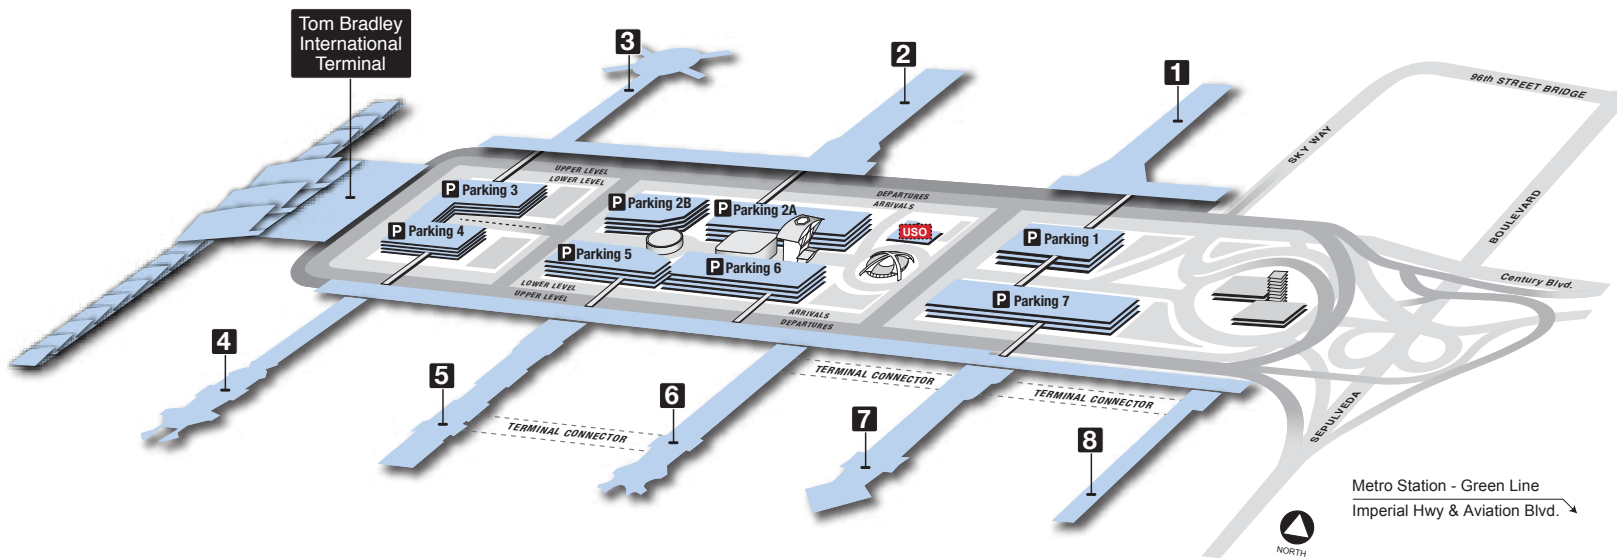 Tom Bradley
International
Terminal
3
2
1
96th STREET BRIDGE
SKY WAY
BOULEVARD
UPPER LEVEL
LOWER LEVEL
DEPARTURES
ARRIVALS
P Parking 3
P Parking 2B
P Parking 2A
P Parking 4
USO
P Parking 1
P Parking 5
P Parking 6
P Parking 7
Century Blvd.
LOWER LEVEL
UPPER LEVEL
ARRIVALS
DEPARTURES
4
5
6
7
8
TERMINAL CONNECTOR
TERMINAL CONNECTOR
TERMINAL CONNECTOR
SEPULVEDA
Metro Station - Green Line
Imperial Hwy & Aviation Blvd.
NORTH